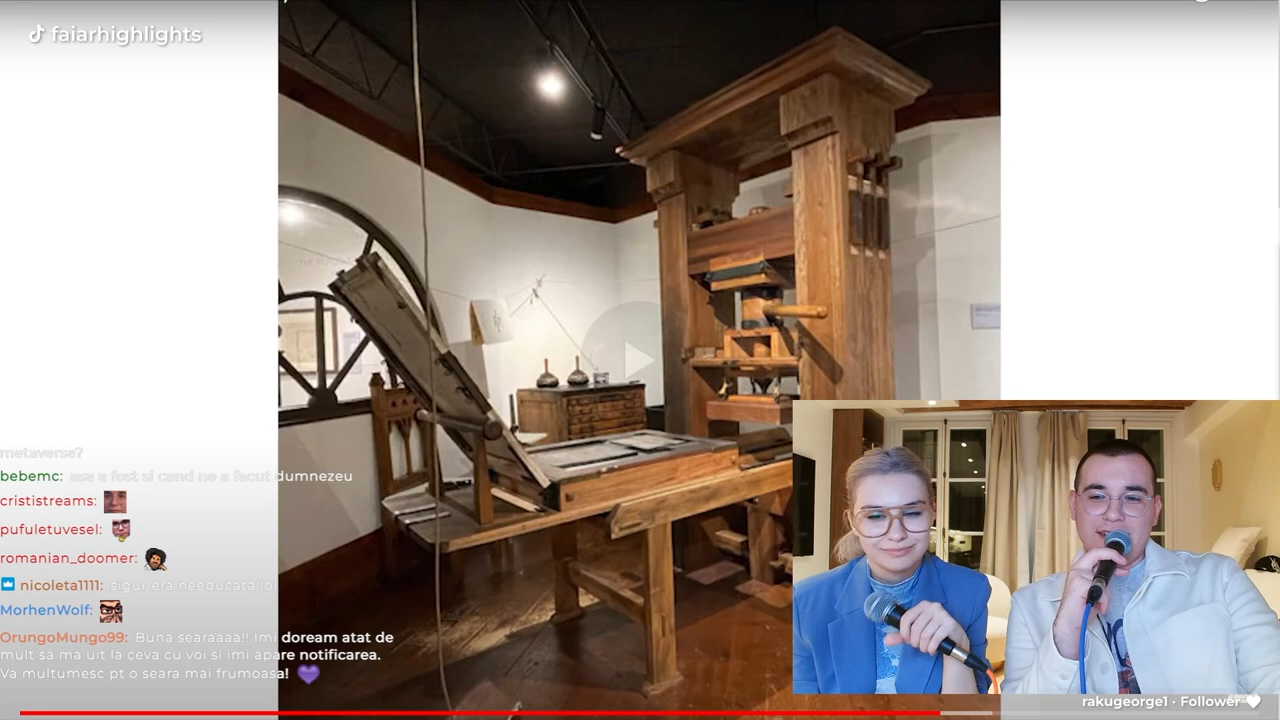 faiarhighlights
metaverse?
bebemc: asa a fost si cand ne a facut dumnezeu
crististreams:
pufuletuvesel:
romanian_doomer:
nicoleta1111: sigur era needucata lol
MorhenWolf:
OrungoMungo99: Buna searaaaa!! Imi doream atat de
mult sa ma uit la ceva cu voi si imi apare notificarea.
Va multumesc pt o seara mai frumoasa! 💜
rakugeorge1 · Follower